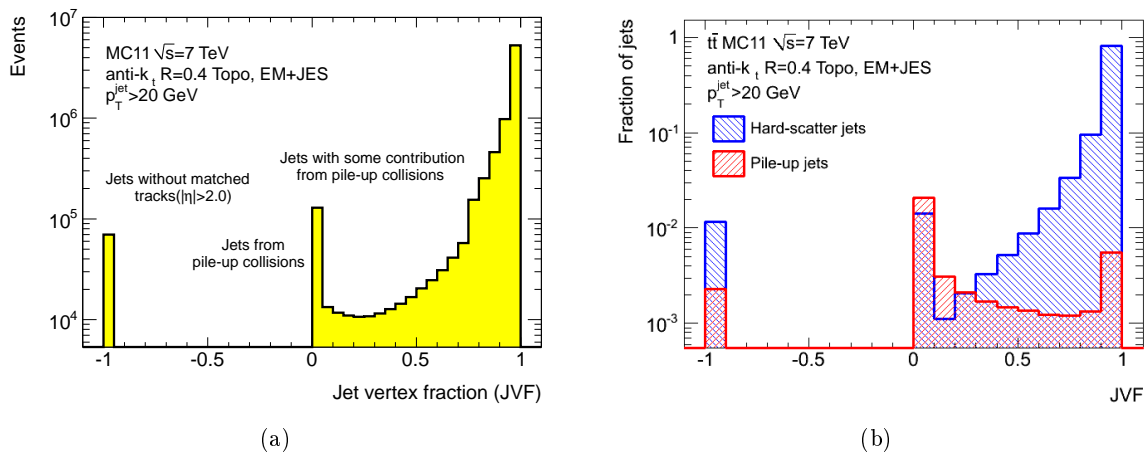 Events
10^7
10^6
10^5
10^4
MC11 √s=7 TeV
anti-k_t R=0.4 Topo, EM+JES
p_T^jet>20 GeV
Jets with some contribution
from pile-up collisions
Jets without matched
tracks(|η|>2.0)
Jets from
pile-up collisions
-1 -0.5 0 0.5 1
Jet vertex fraction (JVF)
(a)
Fraction of jets
1
10^-1
10^-2
10^-3
tt̄ MC11 √s=7 TeV
anti-k_t R=0.4 Topo, EM+JES
p_T^jet>20 GeV
Hard-scatter jets
Pile-up jets
-1 -0.5 0 0.5 1
JVF
(b)